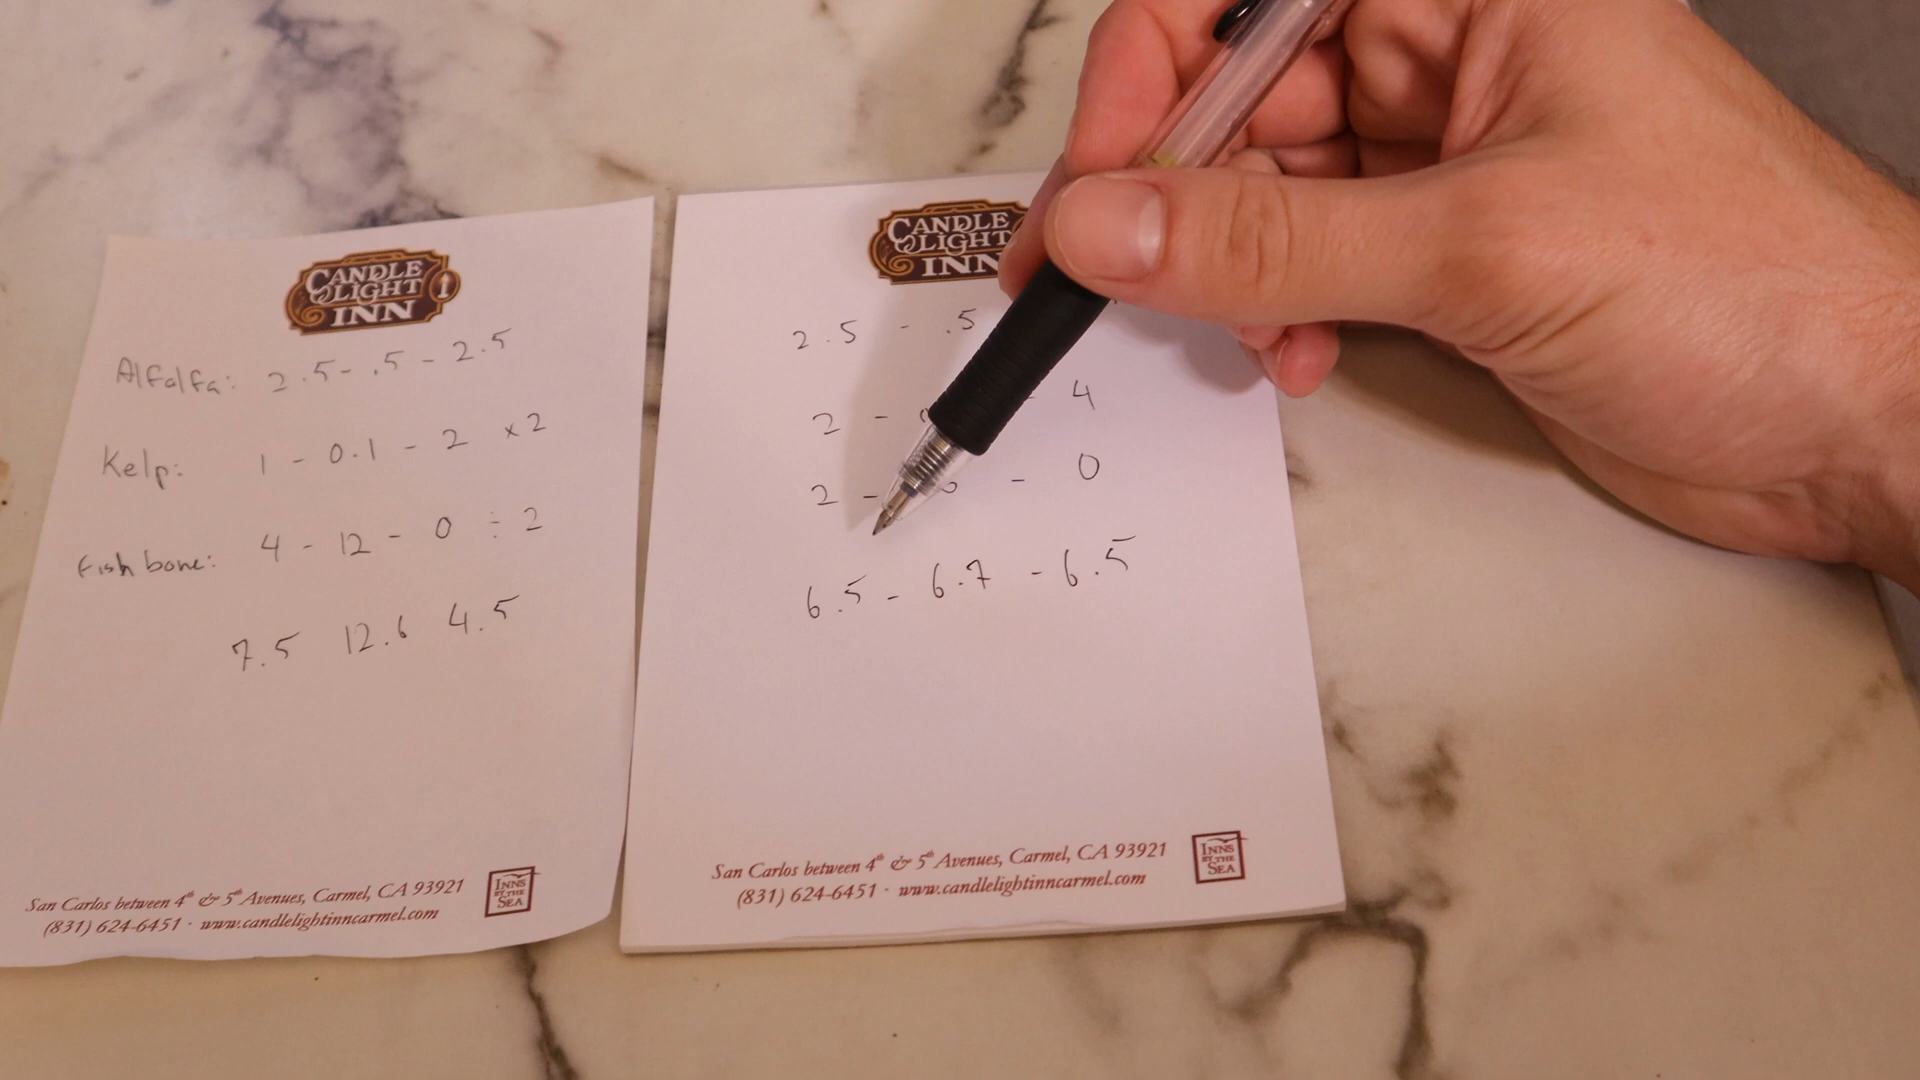 CANDLE LIGHT INN
Alfalfa: 2.5 - .5 - 2.5
Kelp: 1 - 0.1 - 2 x2
Fish bone: 4 - 12 - 0 ÷ 2
7.5 12.6 4.5
San Carlos between 4th & 5th Avenues, Carmel, CA 93921
(831) 624-6451 · www.candlelightinncarmel.com
INNS BY THE SEA
CANDLE LIGHT INN
2.5 - .5
2 - - 4
2 - - 0
6.5 - 6.7 - 6.5
San Carlos between 4th & 5th Avenues, Carmel, CA 93921
(831) 624-6451 · www.candlelightinncarmel.com
INNS BY THE SEA